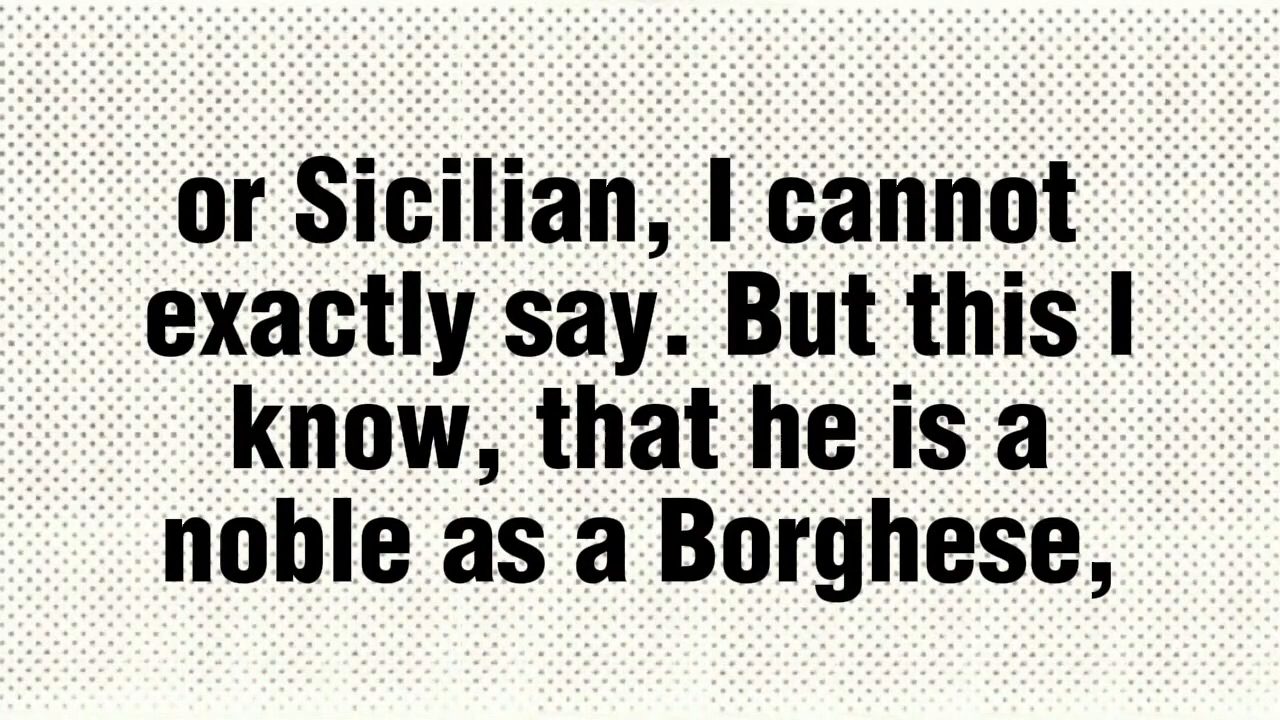 or Sicilian, I cannot
exactly say. But this I
know, that he is a
noble as a Borghese,